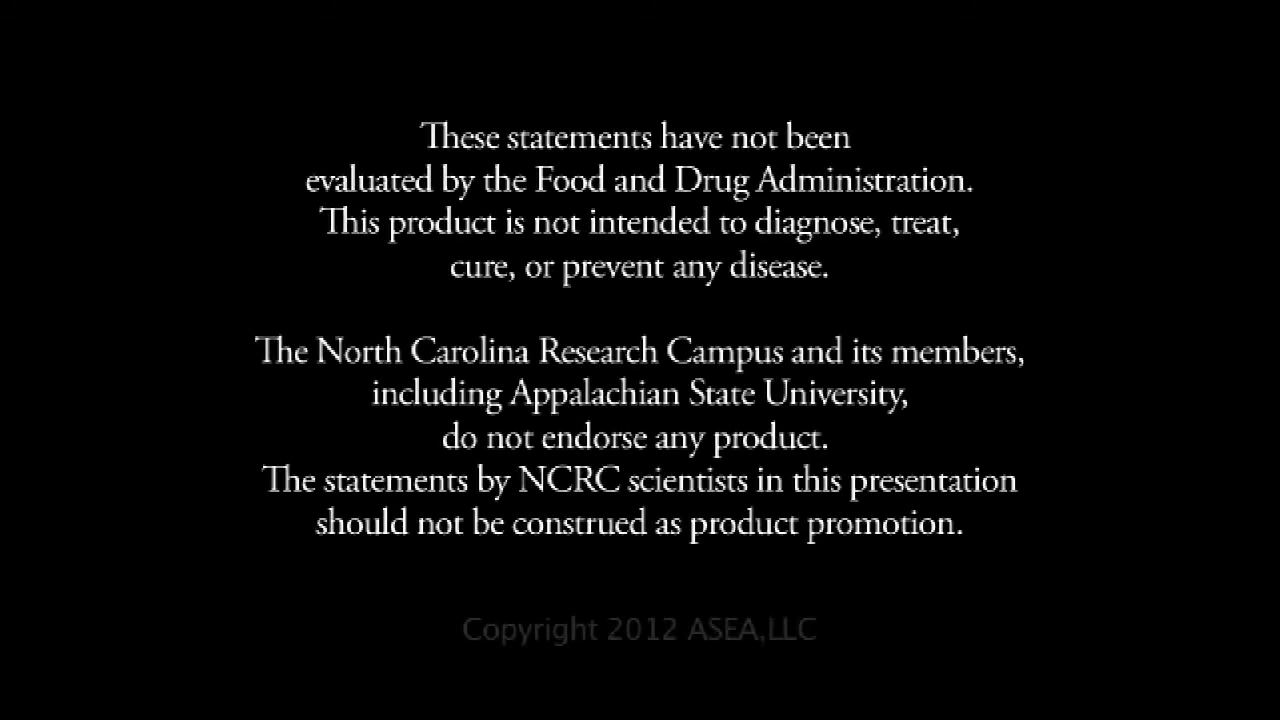 These statements have not been
evaluated by the Food and Drug Administration.
This product is not intended to diagnose, treat,
cure, or prevent any disease.
The North Carolina Research Campus and its members,
including Appalachian State University,
do not endorse any product.
The statements by NCRC scientists in this presentation
should not be construed as product promotion.
Copyright 2012 ASEA,LLC